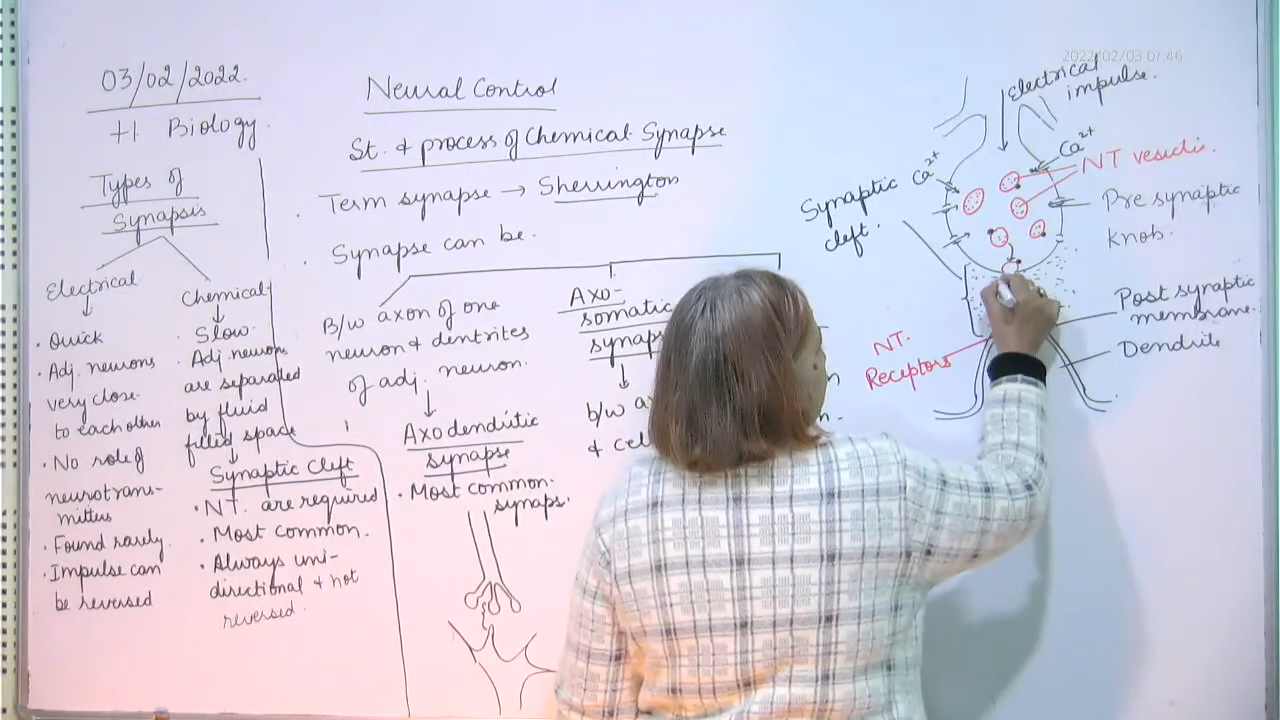 2022/02/03 07:46
03/02/2022.
+1 Biology.
Types of
Synapsis
Electrical
· Quick
· Adj. neurons
very close
to each other
· No role of
neurotrans-
mitters
· Found rarely.
· Impulse can
be reversed
Chemical
· Slow.
· Adj. neurons
are separated
by fluid
filled space
Synaptic Cleft
· NT. are required
· Most common.
· Always uni-
directional & not
reversed.
Neural Control
St. & process of Chemical Synapse
· Term synapse → Sherrington
· Synapse can be.
B/w axon of one
neuron & dentrites
of adj. neuron.
Axodendritic
synapse
· Most common
synaps.
Axo-
somatic
synap
b/w a
& cel
Electrical
impulse.
Ca2+
Ca2+
NT vesicli.
Synaptic
cleft.
Pre synaptic
knob.
Post synaptic
membrane.
Dendrite
NT.
Receptors